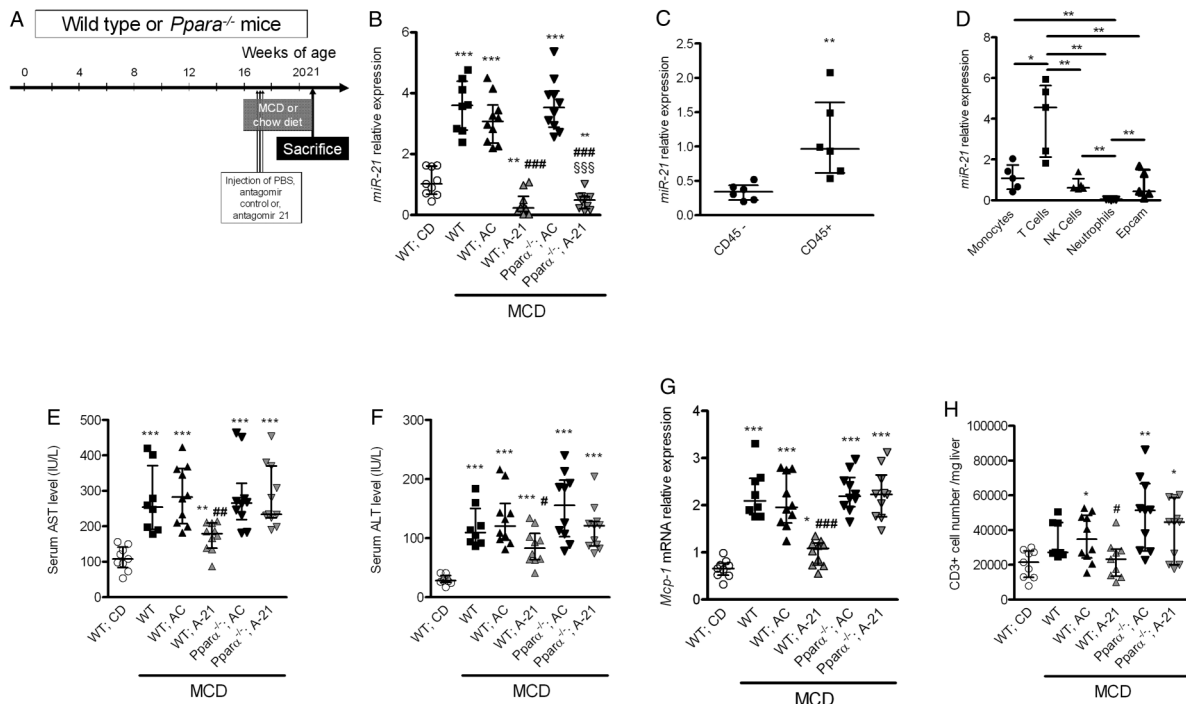 A
Wild type or Ppara-/- mice
Weeks of age
0 4 8 12 16 20 21
MCD or
chow diet
Sacrifice
Injection of PBS,
antagomir
control or,
antagomir 21
B
miR-21 relative expression
6
4
2
0
***
***
** ###
***
**
###
§§§
WT; CD
WT
WT; AC
WT; A-21
Pparα-/-; AC
Pparα-/-; A-21
MCD
C
miR-21 relative expression
2.5
2.0
1.5
1.0
0.5
0.0
**
CD45 -
CD45+
D
miR-21 relative expression
8
6
4
2
0
**
**
**
* **
**
**
Monocytes
T Cells
NK Cells
Neutrophils
Epcam
E
Serum AST level (IU/L)
500
400
300
200
100
0
***
***
** ##
***
***
WT; CD
WT
WT; AC
WT; A-21
Pparα-/-; AC
Pparα-/-; A-21
MCD
F
Serum ALT level (IU/L)
300
200
100
0
***
***
*** #
***
***
WT; CD
WT
WT; AC
WT; A-21
Pparα-/-; AC
Pparα-/-; A-21
MCD
G
Mcp-1 mRNA relative expression
4
3
2
1
0
***
***
* ###
***
***
WT; CD
WT
WT; AC
WT; A-21
Pparα-/-; AC
Pparα-/-; A-21
MCD
H
CD3+ cell number /mg liver
100000
80000
60000
40000
20000
0
*
#
**
*
WT; CD
WT
WT; AC
WT; A-21
Pparα-/-; AC
Pparα-/-; A-21
MCD